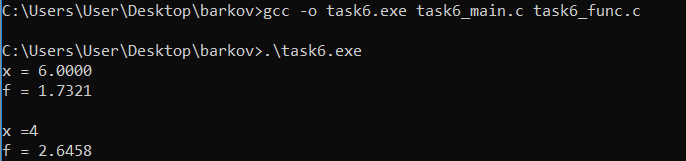 C:\Users\User\Desktop\barkov>gcc -o task6.exe task6_main.c task6_func.c
C:\Users\User\Desktop\barkov>.\task6.exe
x = 6.0000
f = 1.7321
x =4
f = 2.6458